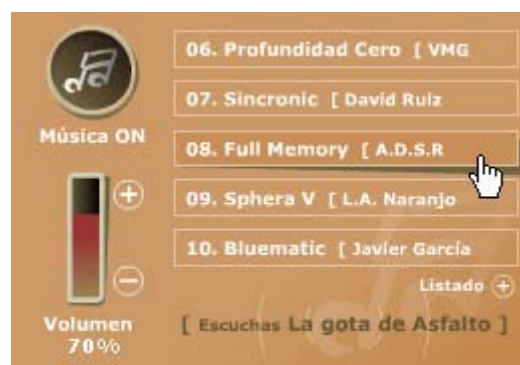 06. Profundidad Cero [ VMG
07. Sincronic [ David Ruiz
Música ON
08. Full Memory [ A.D.S.R
09. Sphera V [ L.A. Naranjo
10. Bluematic [ Javier García
Listado +
Volumen
70%
[ Escuchas La gota de Asfalto ]